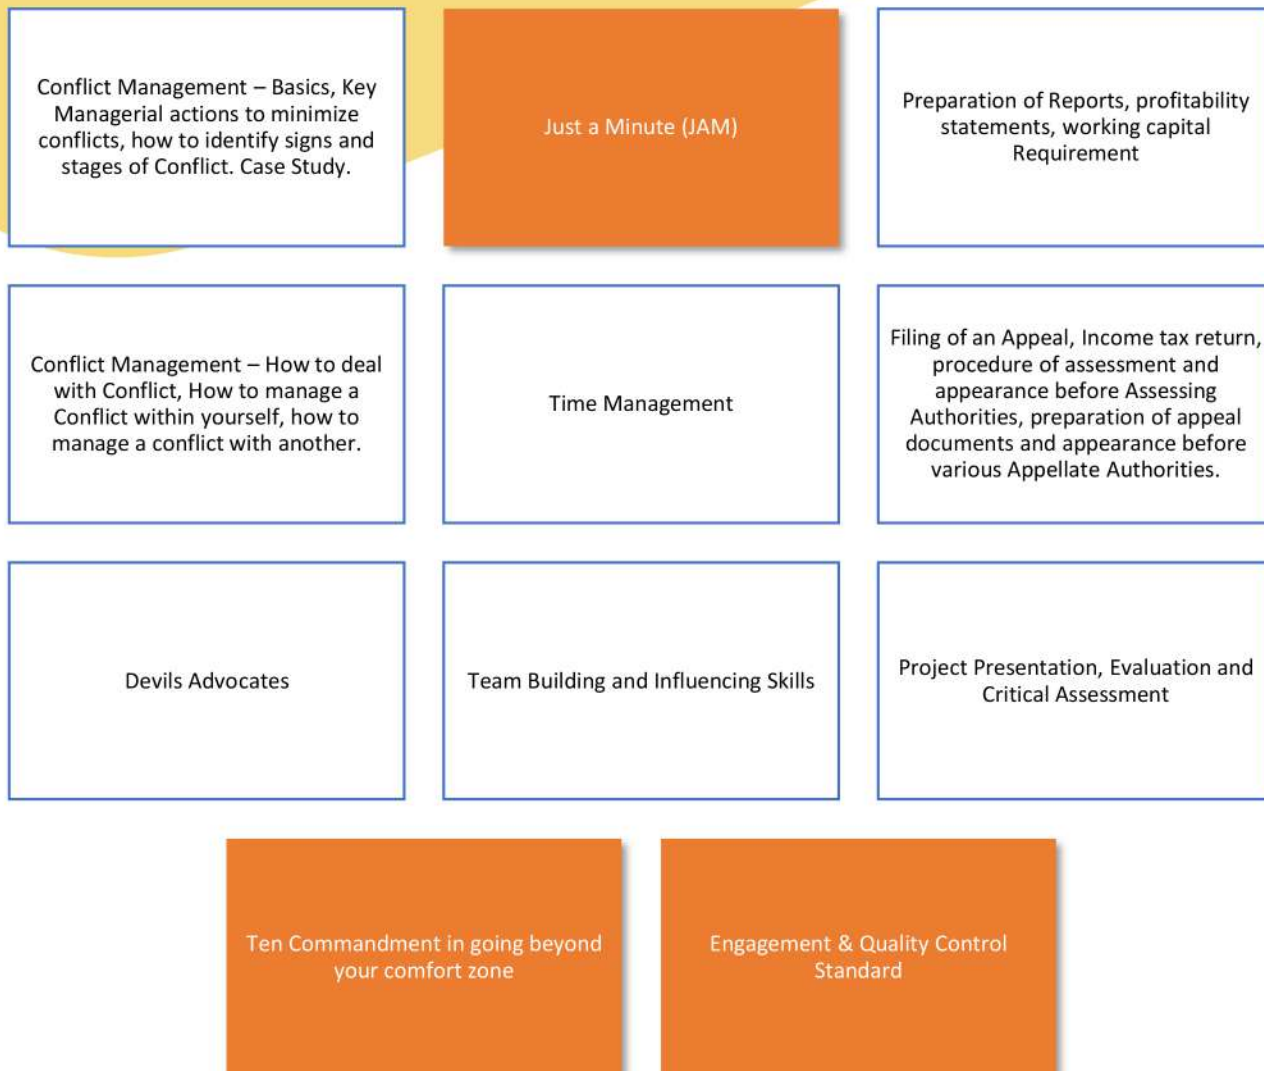 Conflict Management – Basics, Key
Managerial actions to minimize
conflicts, how to identify signs and
stages of Conflict. Case Study.
Just a Minute (JAM)
Preparation of Reports, profitability
statements, working capital
Requirement
Conflict Management – How to deal
with Conflict, How to manage a
Conflict within yourself, how to
manage a conflict with another.
Time Management
Filing of an Appeal, Income tax return,
procedure of assessment and
appearance before Assessing
Authorities, preparation of appeal
documents and appearance before
various Appellate Authorities.
Devils Advocates
Team Building and Influencing Skills
Project Presentation, Evaluation and
Critical Assessment
Ten Commandment in going beyond
your comfort zone
Engagement & Quality Control
Standard